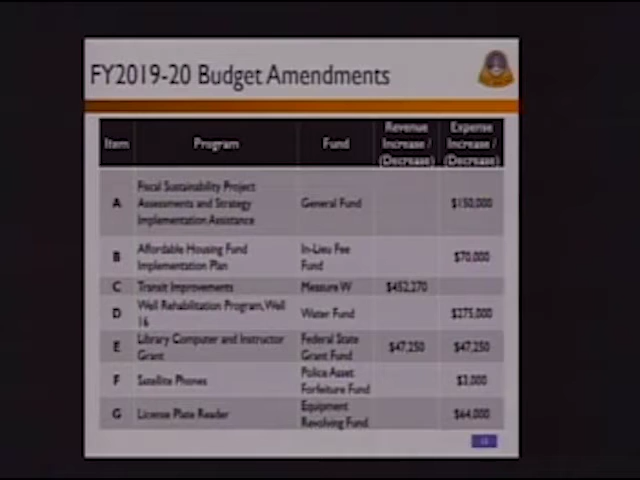 FY2019-20 Budget Amendments
Item Program Fund Revenue Increase / (Decrease) Expense Increase / (Decrease)
A Fiscal Sustainability Project Assessments and Strategy Implementation Assistance General Fund $150,000
B Affordable Housing Fund Implementation Plan In-Lieu Fee Fund $70,000
C Transit Improvements Measure W $452,270
D Well Rehabilitation Program, Well 16 Water Fund $275,000
E Library Computer and Instructor Grant Federal State Grant Fund $47,250 $47,250
F Satellite Phones Police Asset Forfeiture Fund $3,000
G License Plate Reader Equipment Revolving Fund $64,000